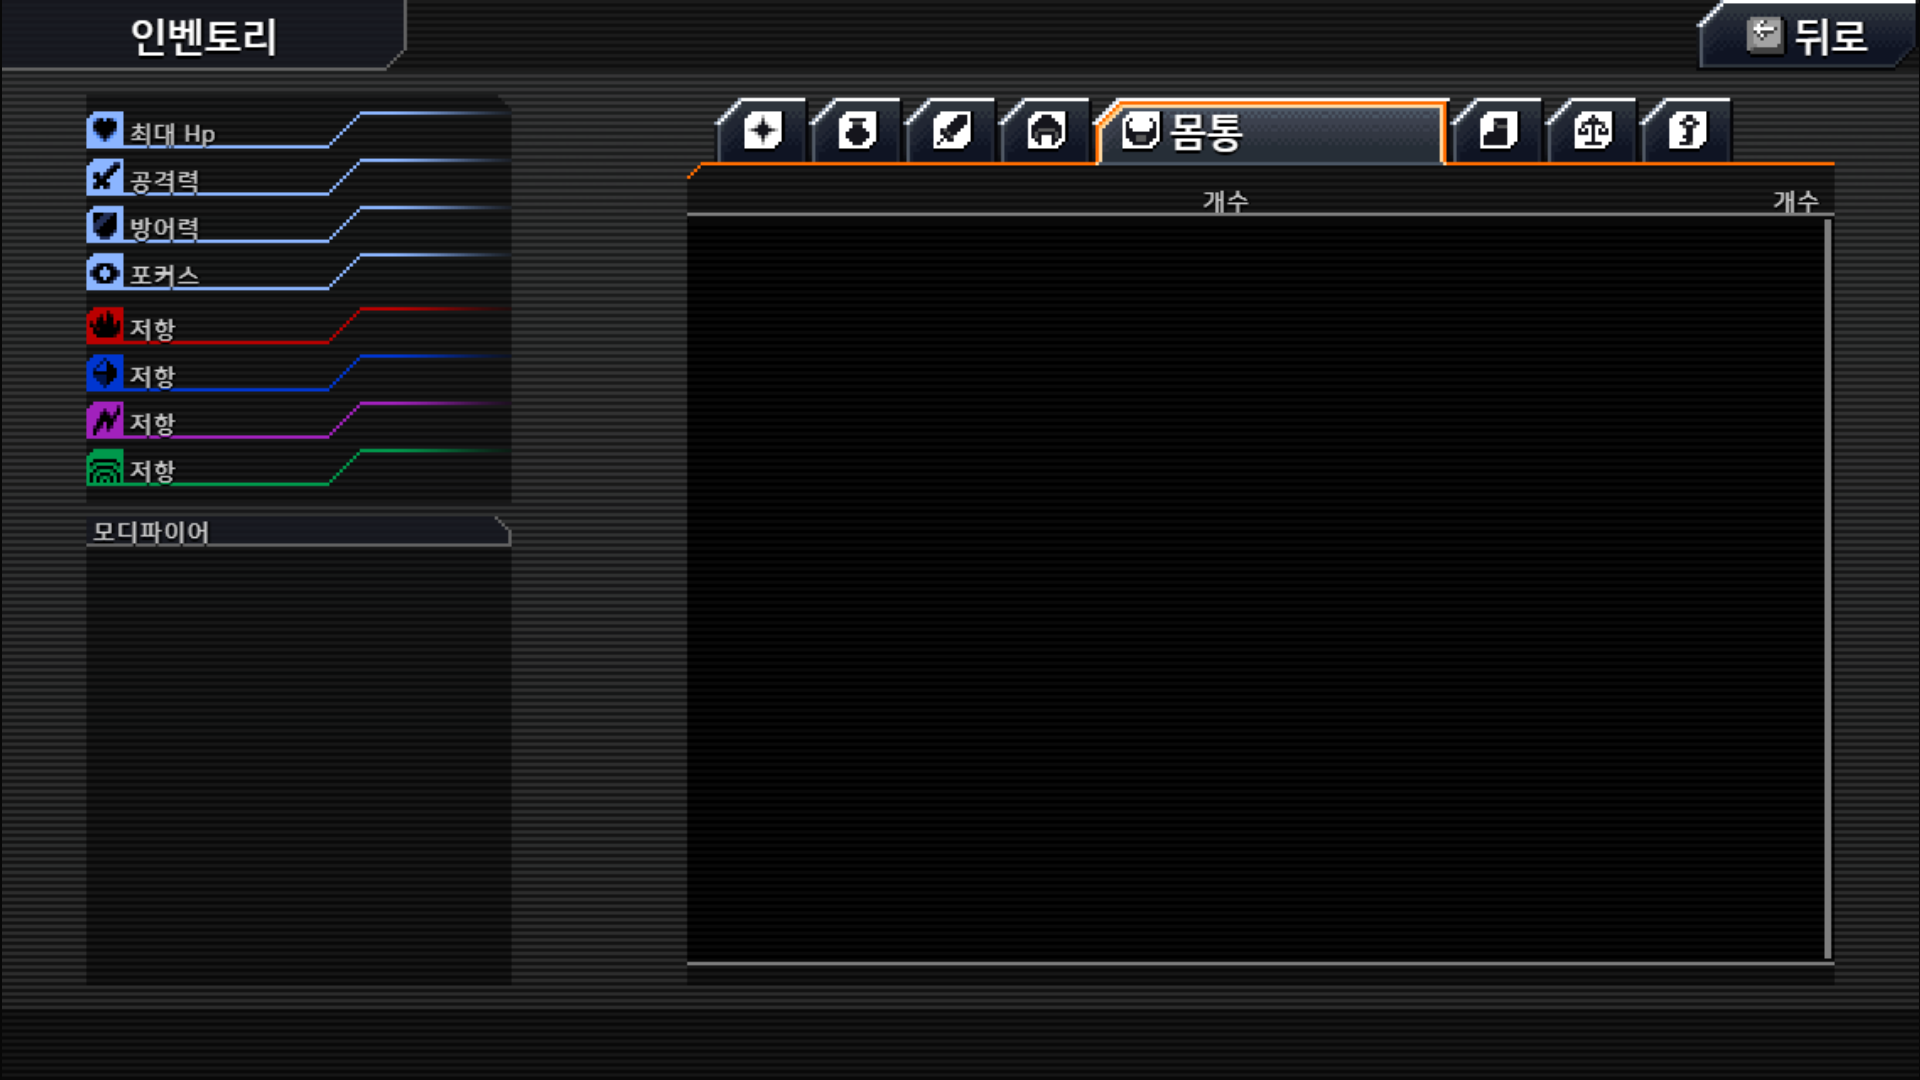 인벤토리
뒤로
몸통
개수 개수
최대 Hp
공격력
방어력
포커스
저항
저항
저항
저항
모디파이어